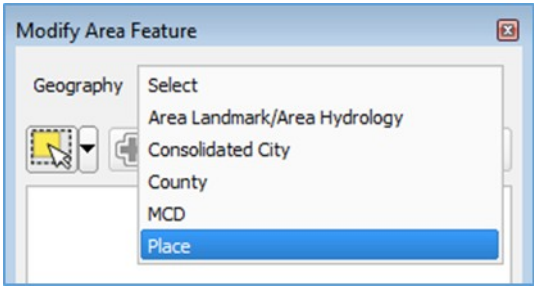 Modify Area Feature
Geography
Select
Area Landmark/Area Hydrology
Consolidated City
County
MCD
Place